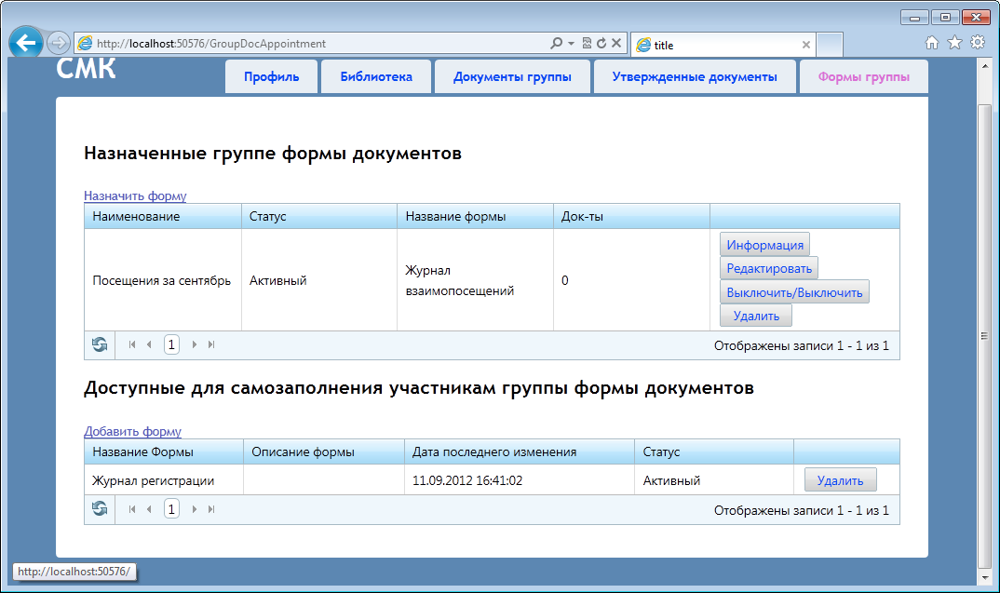 http://localhost:50576/GroupDocAppointment
title
СМК
Профиль
Библиотека
Документы группы
Утвержденные документы
Формы группы
Назначенные группе формы документов
Назначить форму
Наименование Статус Название формы Док-ты
Посещения за сентябрь Активный Журнал взаимопосещений 0
Информация
Редактировать
Выключить/Выключить
Удалить
1
Отображены записи 1 - 1 из 1
Доступные для самозаполнения участникам группы формы документов
Добавить форму
Название Формы Описание формы Дата последнего изменения Статус
Журнал регистрации 11.09.2012 16:41:02 Активный Удалить
1
Отображены записи 1 - 1 из 1
http://localhost:50576/